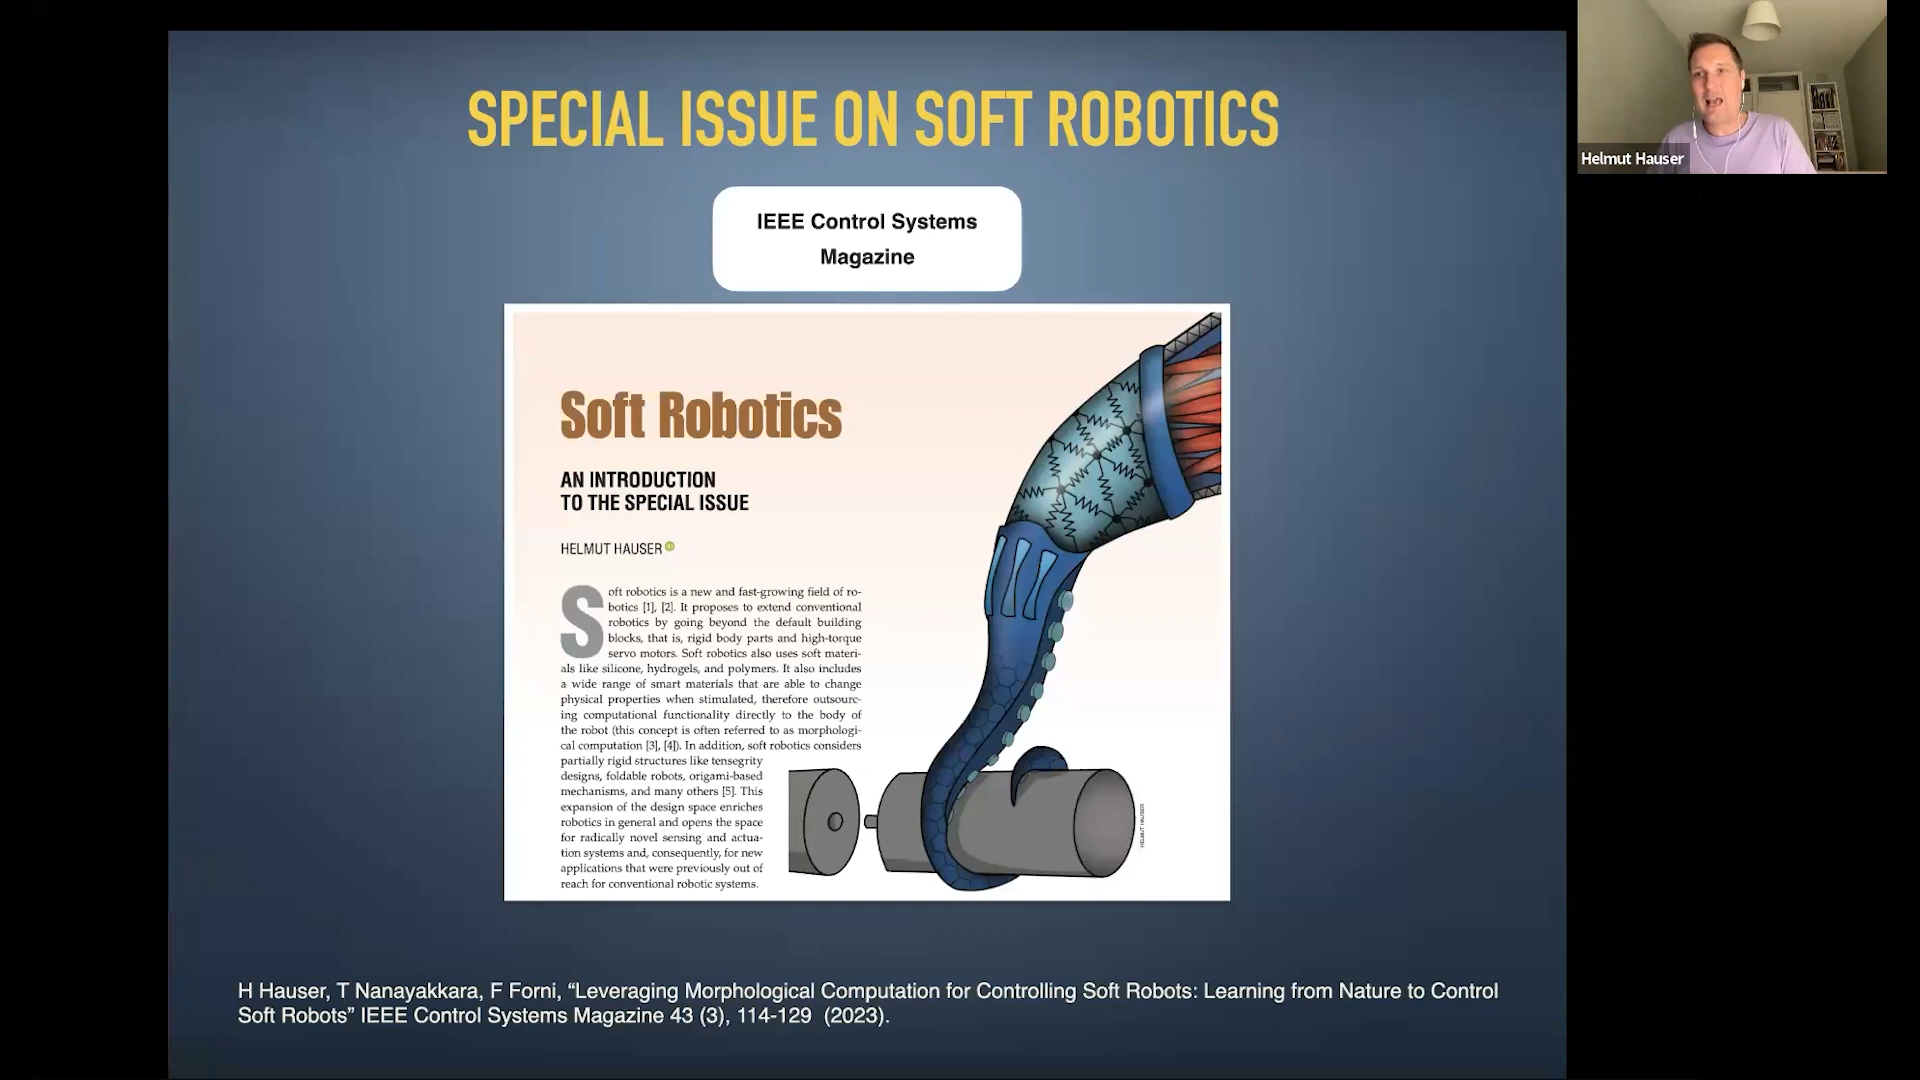 SPECIAL ISSUE ON SOFT ROBOTICS
Helmut Hauser
IEEE Control Systems
Magazine
Soft Robotics
AN INTRODUCTION
TO THE SPECIAL ISSUE
HELMUT HAUSER
Soft robotics is a new and fast-growing field of ro-
botics [1], [2]. It proposes to extend conventional
robotics by going beyond the default building
blocks, that is, rigid body parts and high-torque
servo motors. Soft robotics also uses soft materi-
als like silicone, hydrogels, and polymers. It also includes
a wide range of smart materials that are able to change
physical properties when stimulated, therefore outsourc-
ing computational functionality directly to the body of
the robot (this concept is often referred to as morphologi-
cal computation [3], [4]). In addition, soft robotics considers
partially rigid structures like tensegrity
designs, foldable robots, origami-based
mechanisms, and many others [5]. This
expansion of the design space enriches
robotics in general and opens the space
for radically novel sensing and actua-
tion systems and, consequently, for new
applications that were previously out of
reach for conventional robotic systems.
HELMUT HAUSER
H Hauser, T Nanayakkara, F Forni, “Leveraging Morphological Computation for Controlling Soft Robots: Learning from Nature to Control
Soft Robots” IEEE Control Systems Magazine 43 (3), 114-129 (2023).